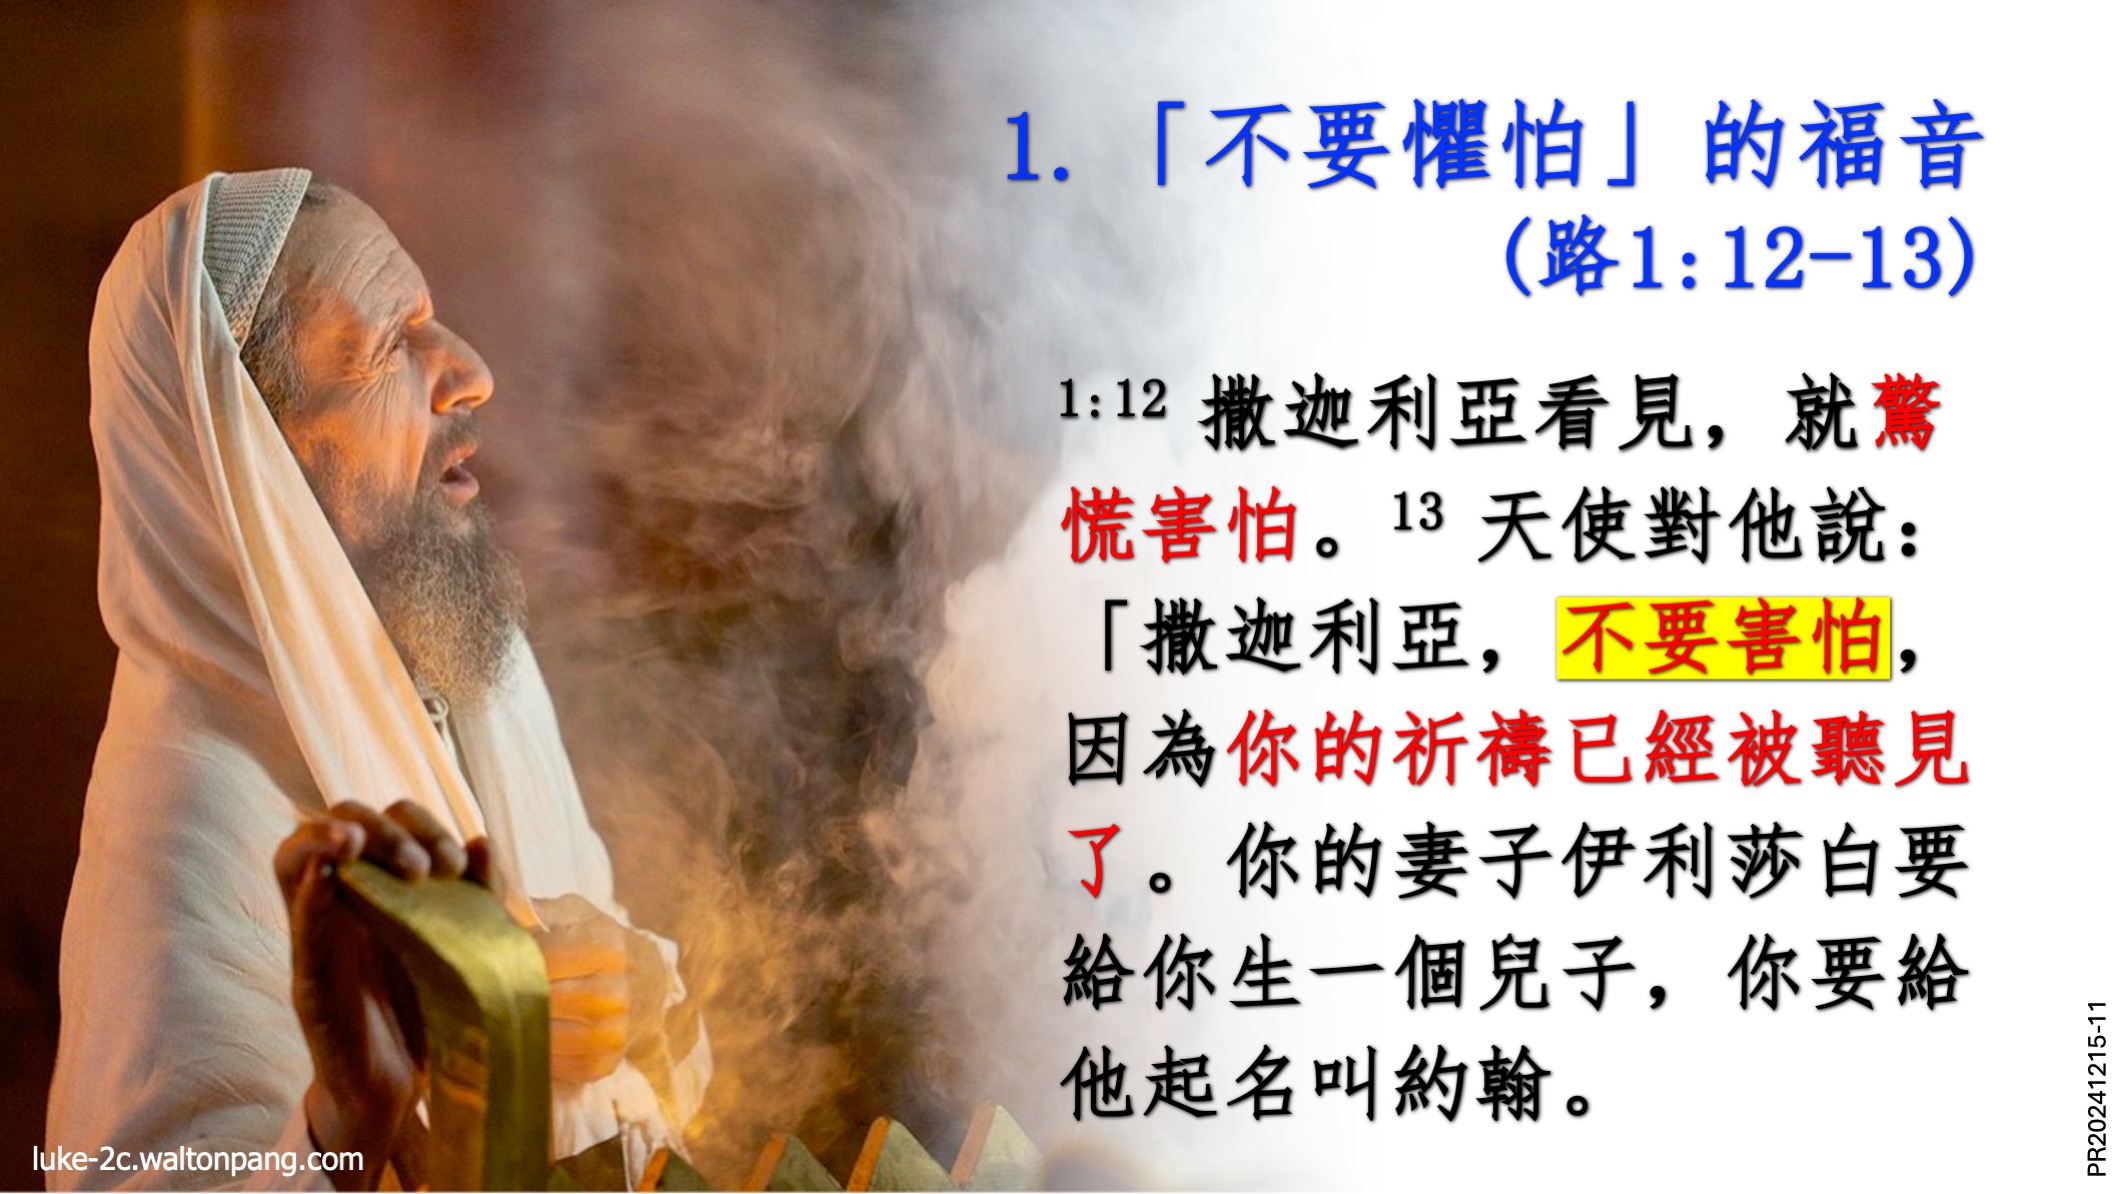 1.「不要懼怕」的福音
(路1:12-13)
1:12 撒迦利亞看見，就驚
慌害怕。13 天使對他說：
「撒迦利亞，不要害怕，
因為你的祈禱已經被聽見
了。你的妻子伊利莎白要
給你生一個兒子，你要給
他起名叫約翰。
luke-2c.waltonpang.com
PR20241215-11